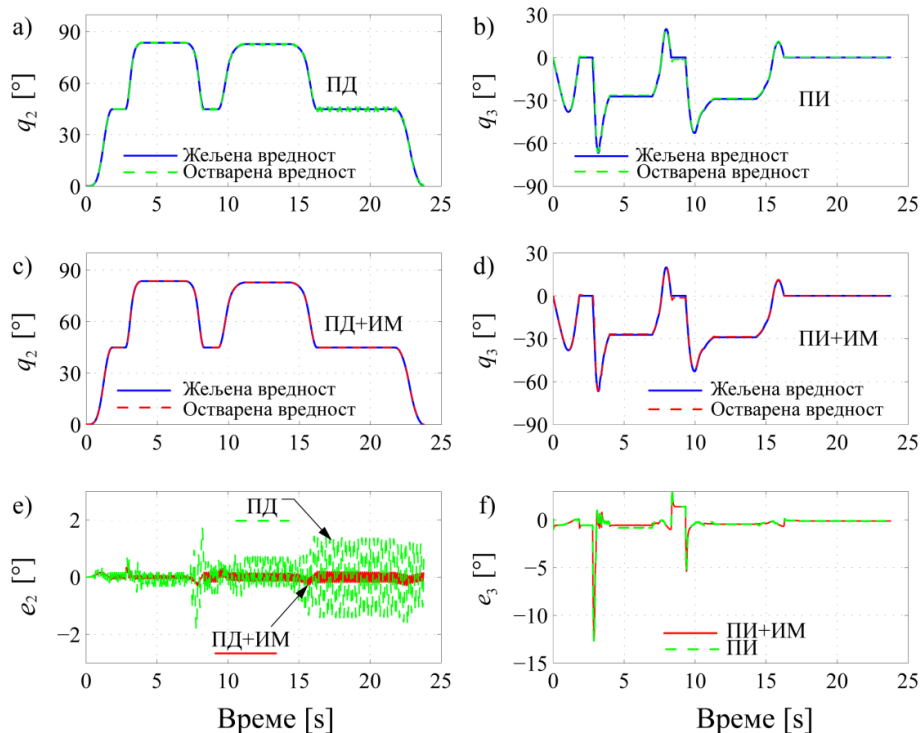 a)
90
60
30
0
q2 [°]
ПД
Жељена вредност
Остварена вредност
0 5 10 15 20 25
b)
30
0
−30
−60
−90
q3 [°]
ПИ
Жељена вредност
Остварена вредност
0 5 10 15 20 25
c)
90
60
30
0
q2 [°]
ПД+ИМ
Жељена вредност
Остварена вредност
0 5 10 15 20 25
d)
30
0
−30
−60
−90
q3 [°]
ПИ+ИМ
Жељена вредност
Остварена вредност
0 5 10 15 20 25
e)
2
0
−2
e2 [°]
ПД
ПД+ИМ
0 5 10 15 20 25
Време [s]
f)
0
−5
−10
−15
e3 [°]
ПИ+ИМ
ПИ
0 5 10 15 20 25
Време [s]